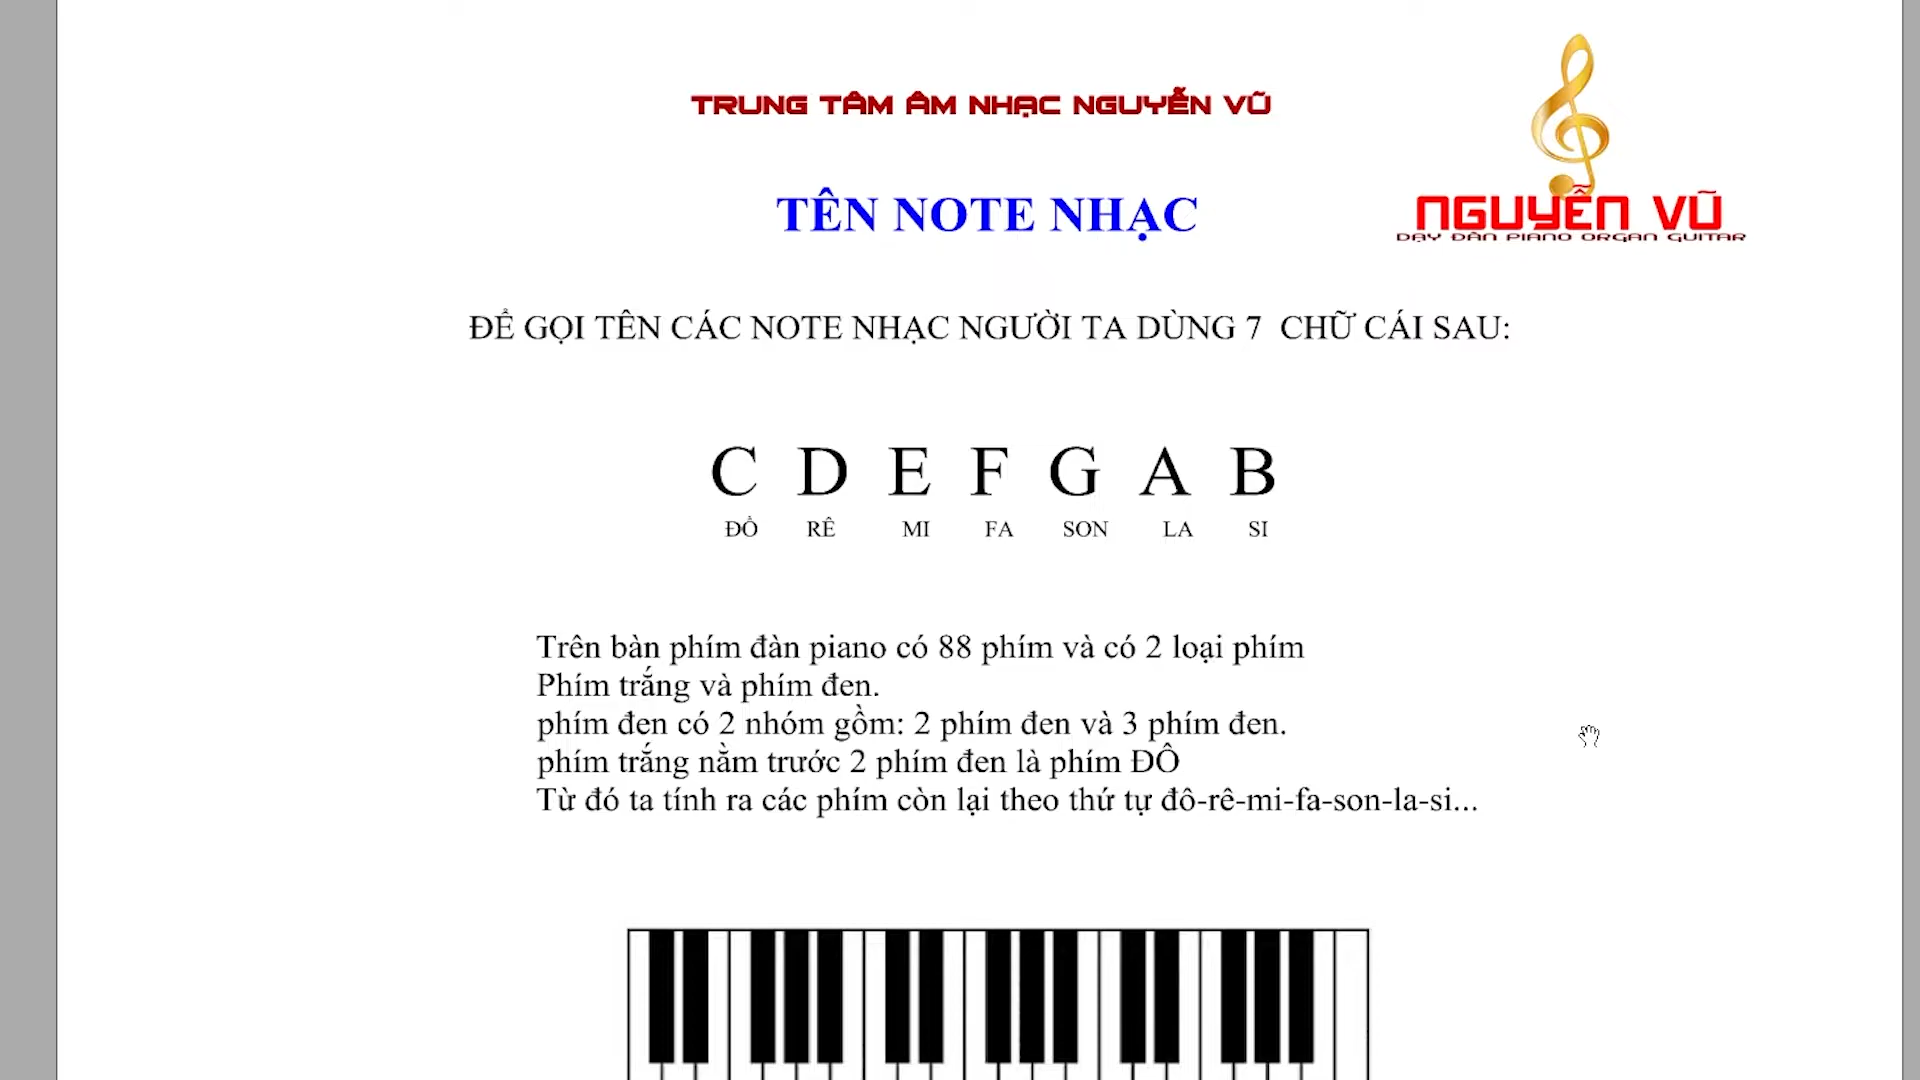 TRUNG TÂM ÂM NHẠC NGUYỄN VŨ
NGUYỄN VŨ
DẠY ĐÀN PIANO ORGAN GUITAR
TÊN NOTE NHẠC
ĐỂ GỌI TÊN CÁC NOTE NHẠC NGƯỜI TA DÙNG 7 CHỮ CÁI SAU:
C D E F G A B
ĐÔ RÊ MI FA SON LA SI
Trên bàn phím đàn piano có 88 phím và có 2 loại phím
Phím trắng và phím đen.
phím đen có 2 nhóm gồm: 2 phím đen và 3 phím đen.
phím trắng nằm trước 2 phím đen là phím ĐÔ
Từ đó ta tính ra các phím còn lại theo thứ tự đô-rê-mi-fa-son-la-si...